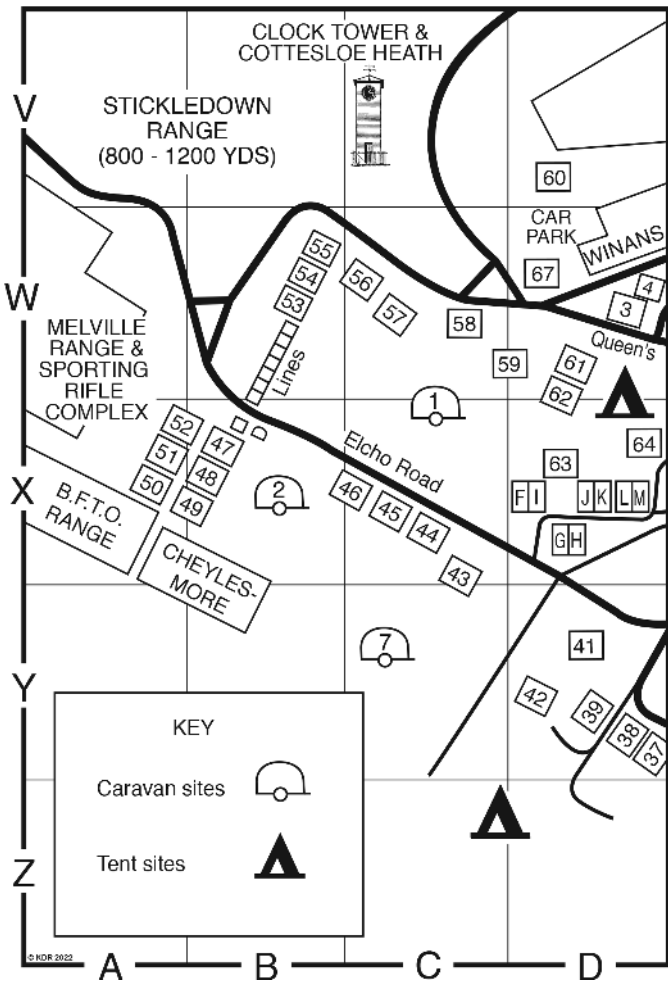 CLOCK TOWER &
COTTESLOE HEATH
V
STICKLEDOWN
RANGE
(800 - 1200 YDS)
60
CAR
PARK
WINANS
55
54
53
56
57
67
4
3
W
58
Queen's
MELVILLE
RANGE &
SPORTING
RIFLE
COMPLEX
Lines
59
61
62
1
52
51
50
47
48
49
D
Elcho Road
64
63
X
B.F.T.O.
RANGE
2
46
45
44
43
F I
J K
L M
G H
CHEYLES-
MORE
7
41
Y
42
39
38
37
KEY
Caravan sites
Tent sites
Z
© KDR 2022
A
B
C
D